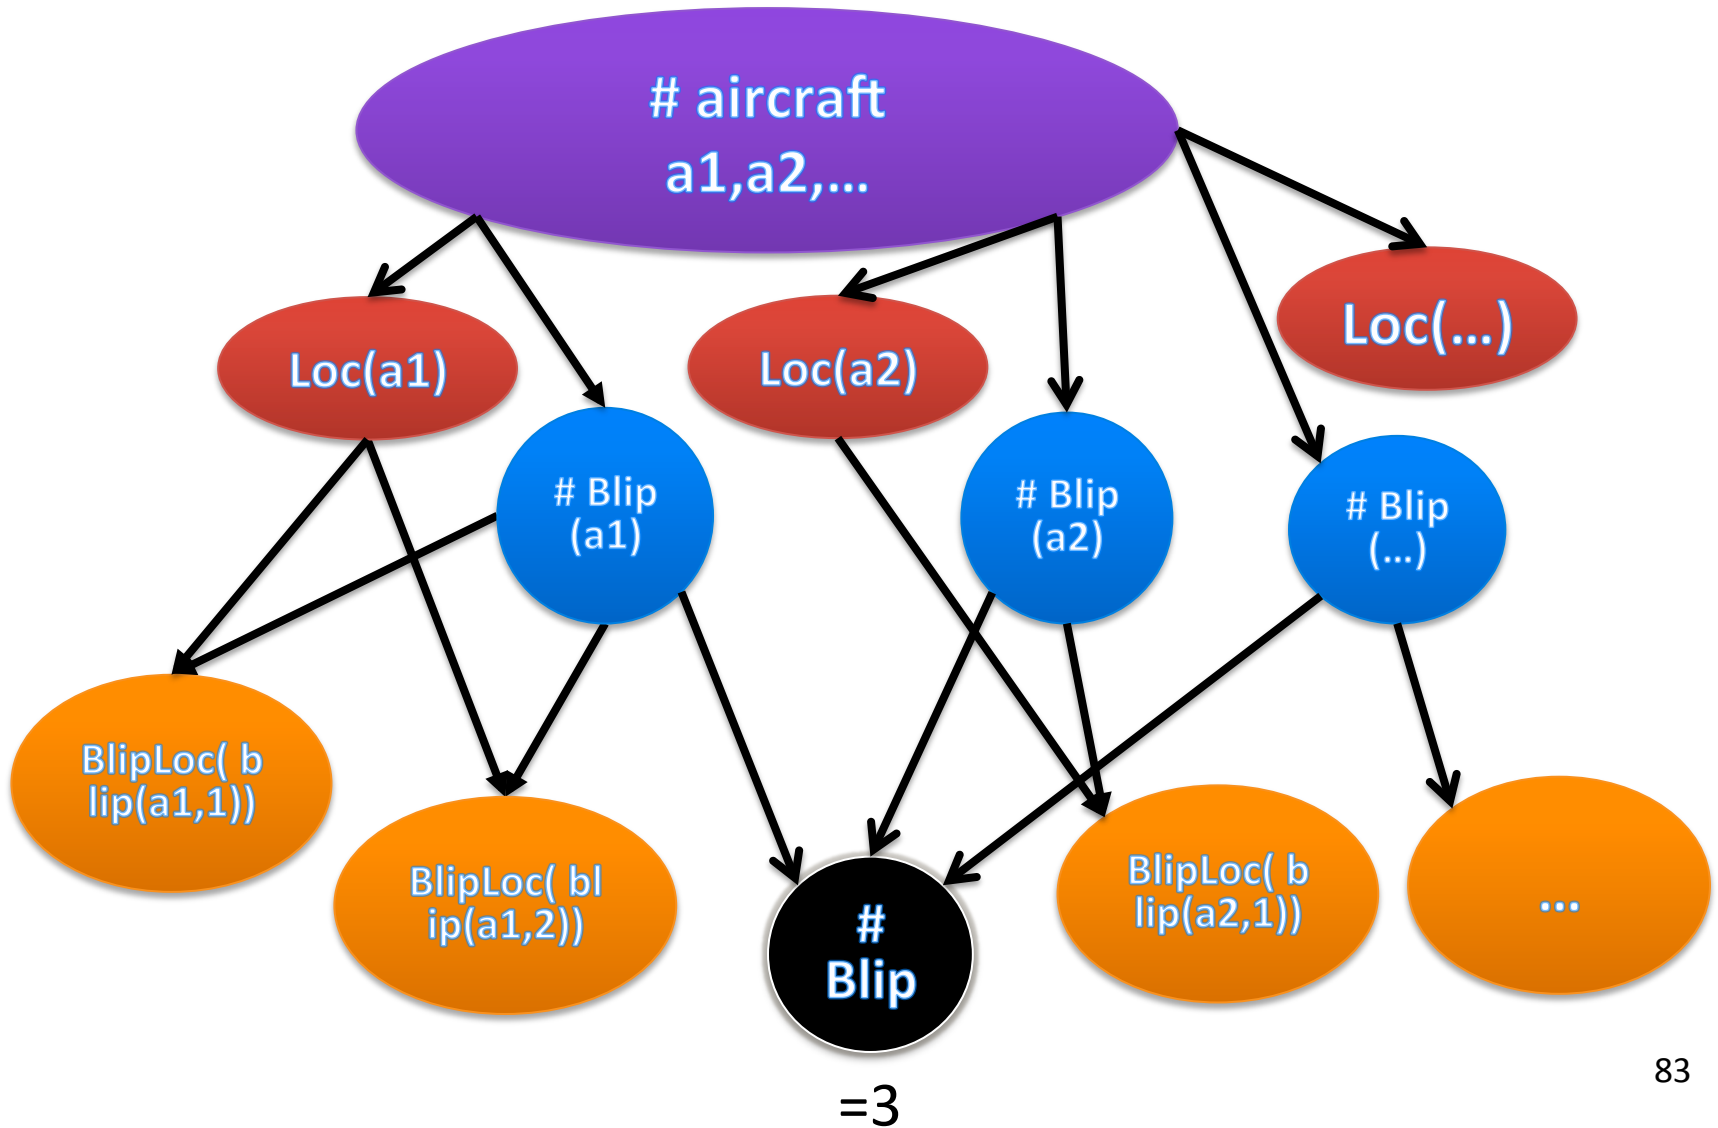 # aircraft
a1,a2,...
Loc(...)
Loc(a1)
Loc(a2)
# Blip
(a1)
# Blip
(a2)
# Blip
(...)
BlipLoc( b
lip(a1,1))
BlipLoc( bl
ip(a1,2))
#
Blip
BlipLoc( b
lip(a2,1))
...
=3
83